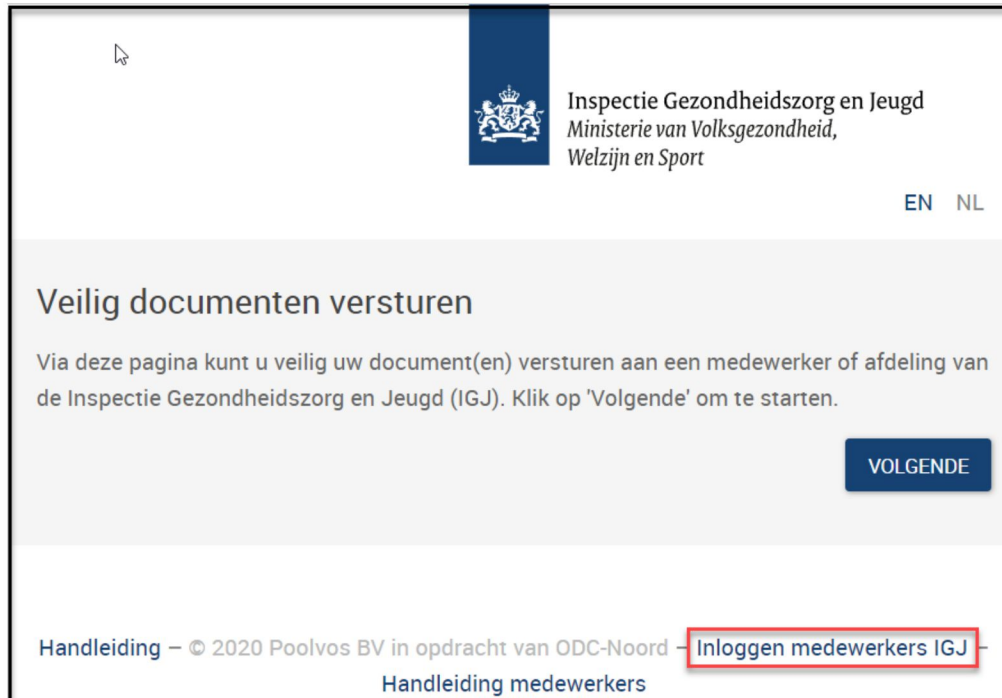 Inspectie Gezondheidszorg en Jeugd
Ministerie van Volksgezondheid,
Welzijn en Sport
EN NL
Veilig documenten versturen
Via deze pagina kunt u veilig uw document(en) versturen aan een medewerker of afdeling van
de Inspectie Gezondheidszorg en Jeugd (IGJ). Klik op 'Volgende' om te starten.
VOLGENDE
Handleiding – © 2020 Poolvos BV in opdracht van ODC-Noord – Inloggen medewerkers IGJ –
Handleiding medewerkers